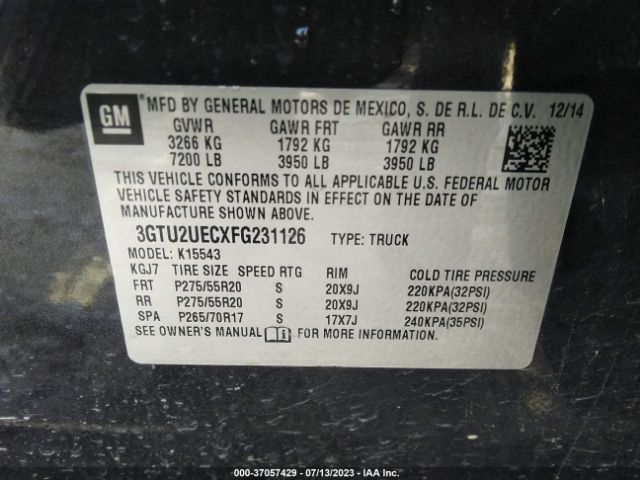 GM
MFD BY GENERAL MOTORS DE MEXICO, S. DE R.L. DE C.V. 12/14
GVWR GAWR FRT GAWR RR
3266 KG 1792 KG 1792 KG
7200 LB 3950 LB 3950 LB
THIS VEHICLE CONFORMS TO ALL APPLICABLE U.S. FEDERAL MOTOR
VEHICLE SAFETY STANDARDS IN EFFECT ON THE DATE OF
MANUFACTURE SHOWN ABOVE.
3GTU2UECXFG231126 TYPE: TRUCK
MODEL: K15543
KGJ7 TIRE SIZE SPEED RTG RIM COLD TIRE PRESSURE
FRT P275/55R20 S 20X9J 220KPA(32PSI)
RR P275/55R20 S 20X9J 220KPA(32PSI)
SPA P265/70R17 S 17X7J 240KPA(35PSI)
SEE OWNER'S MANUAL FOR MORE INFORMATION.
000-37057429 - 07/13/2023 - IAA Inc.